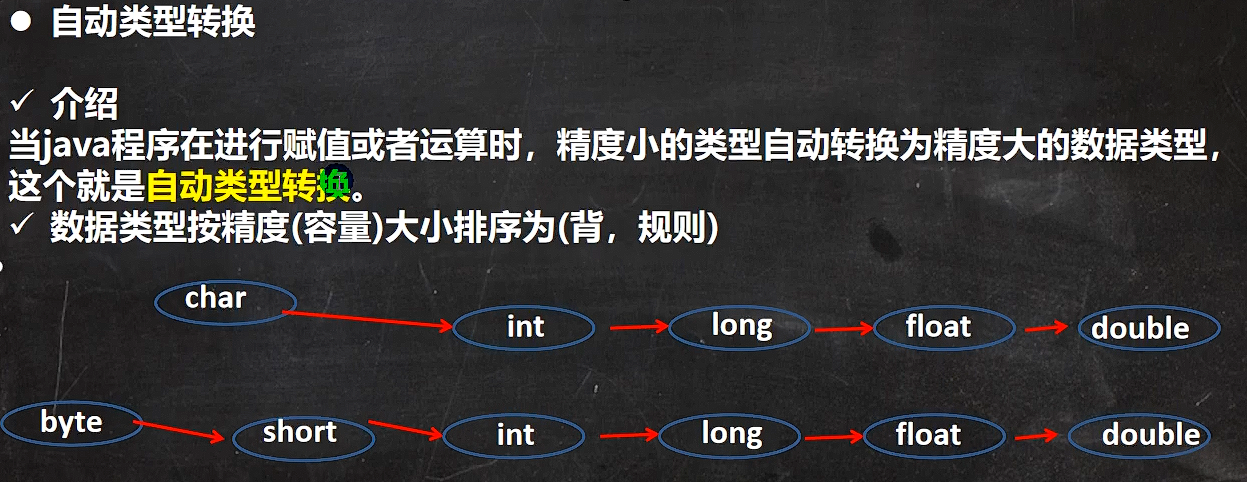 ● 自动类型转换
✓ 介绍
当java程序在进行赋值或者运算时，精度小的类型自动转换为精度大的数据类型，
这个就是自动类型转换。
✓ 数据类型按精度(容量)大小排序为(背，规则)
char int long float double
byte short int long float double